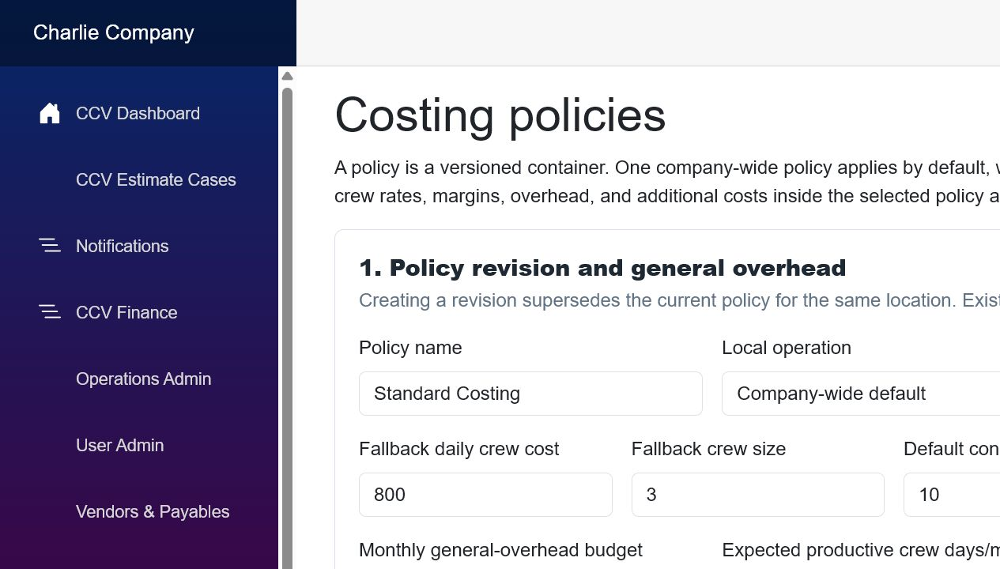 Charlie Company
CCV Dashboard
CCV Estimate Cases
Notifications
CCV Finance
Operations Admin
User Admin
Vendors & Payables
Costing policies
A policy is a versioned container. One company-wide policy applies by default,
crew rates, margins, overhead, and additional costs inside the selected policy
1. Policy revision and general overhead
Creating a revision supersedes the current policy for the same location.
Policy name
Local operation
Standard Costing
Company-wide default
Fallback daily crew cost
Fallback crew size
Default
800
3
10
Monthly general-overhead budget
Expected productive crew